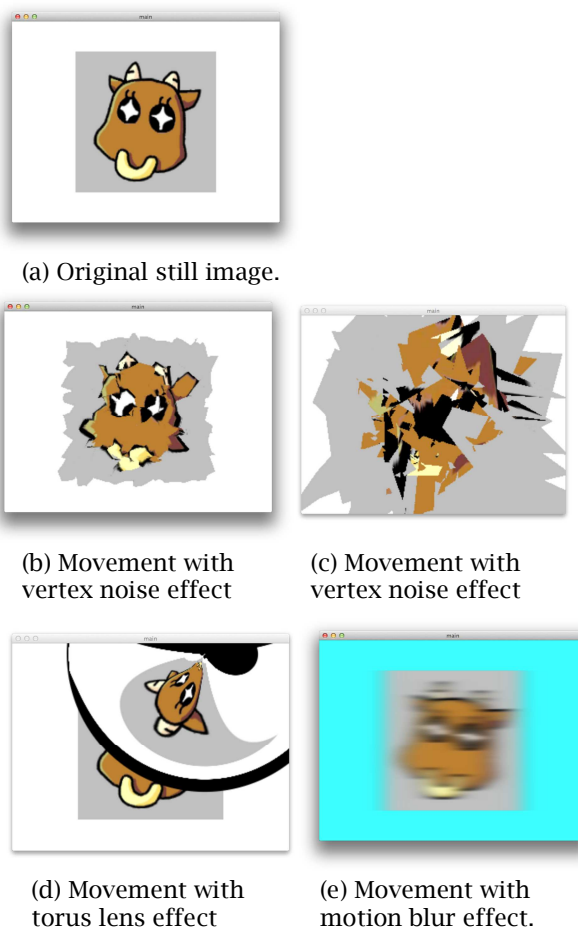 main
(a) Original still image.
main
main
(b) Movement with
vertex noise effect
(c) Movement with
vertex noise effect
main
main
(d) Movement with
torus lens effect
(e) Movement with
motion blur effect.